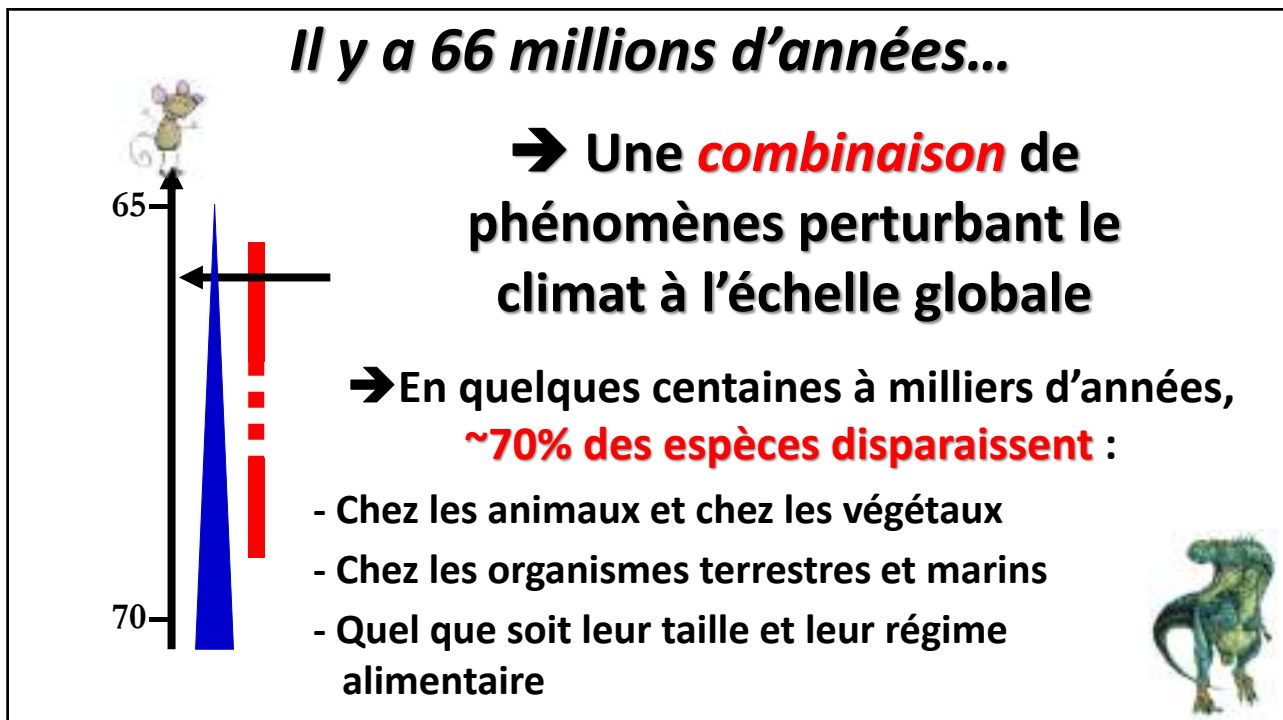 Il y a 66 millions d’années…
➔ Une combinaison de
phénomènes perturbant le
climat à l’échelle globale
65
➔En quelques centaines à milliers d’années,
~70% des espèces disparaissent :
- Chez les animaux et chez les végétaux
- Chez les organismes terrestres et marins
- Quel que soit leur taille et leur régime
alimentaire
70